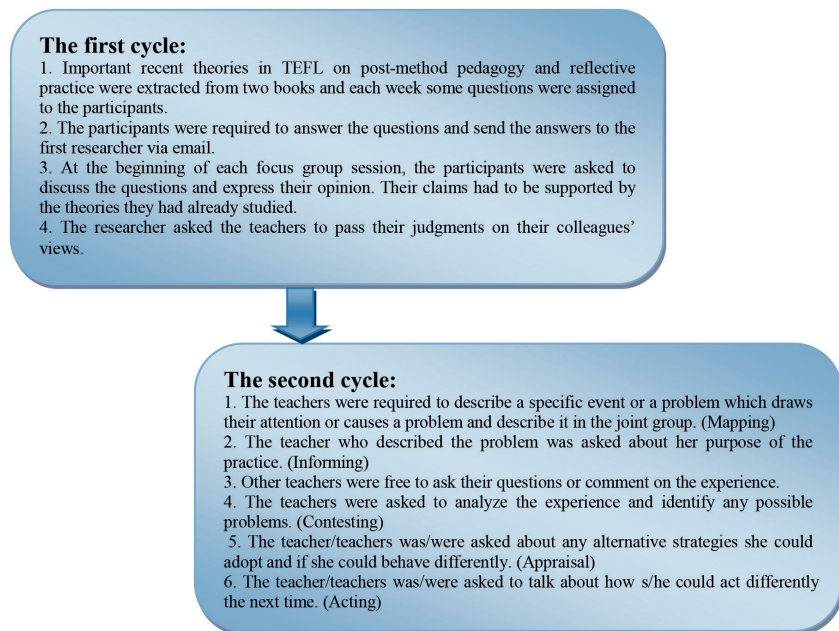 The first cycle:
1. Important recent theories in TEFL on post-method pedagogy and reflective
practice were extracted from two books and each week some questions were assigned
to the participants.
2. The participants were required to answer the questions and send the answers to the
first researcher via email.
3. At the beginning of each focus group session, the participants were asked to
discuss the questions and express their opinion. Their claims had to be supported by
the theories they had already studied.
4. The researcher asked the teachers to pass their judgments on their colleagues’
views.
The second cycle:
1. The teachers were required to describe a specific event or a problem which draws
their attention or causes a problem and describe it in the joint group. (Mapping)
2. The teacher who described the problem was asked about her purpose of the
practice. (Informing)
3. Other teachers were free to ask their questions or comment on the experience.
4. The teachers were asked to analyze the experience and identify any possible
problems. (Contesting)
5. The teacher/teachers was/were asked about any alternative strategies she could
adopt and if she could behave differently. (Appraisal)
6. The teacher/teachers was/were asked to talk about how s/he could act differently
the next time. (Acting)